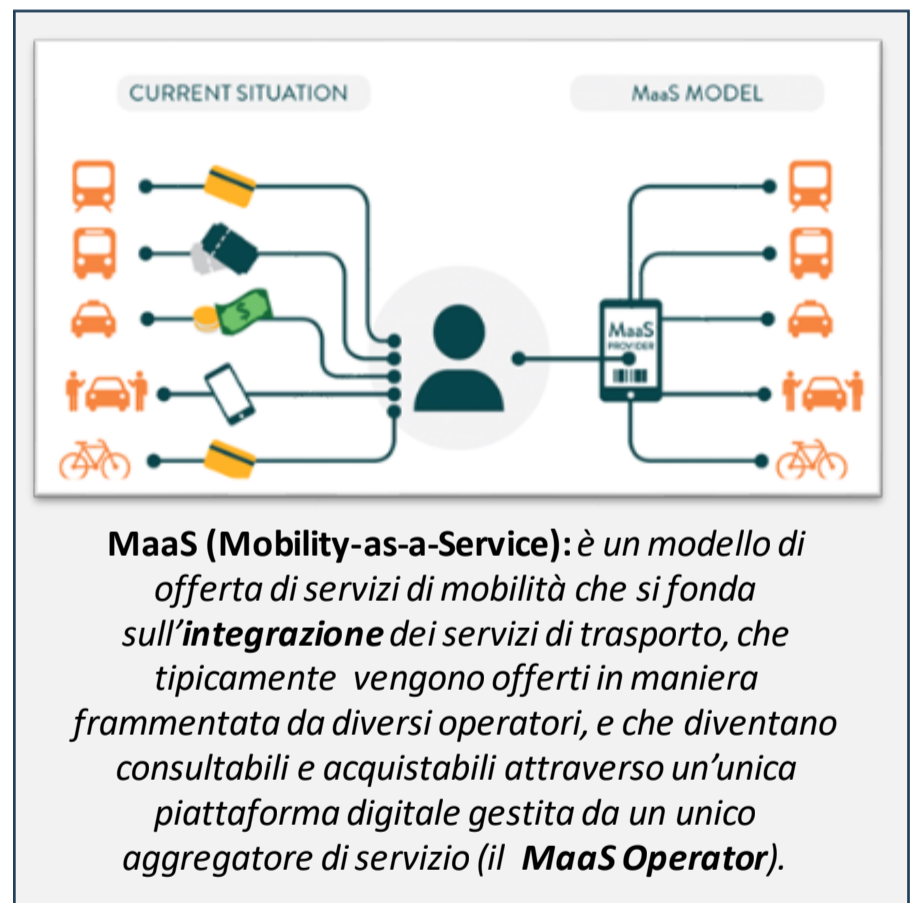 CURRENT SITUATION
MaaS MODEL
MaaS
PROVIDER
MaaS (Mobility-as-a-Service): è un modello di
offerta di servizi di mobilità che si fonda
sull’integrazione dei servizi di trasporto, che
tipicamente vengono offerti in maniera
frammentata da diversi operatori, e che diventano
consultabili e acquistabili attraverso un’unica
piattaforma digitale gestita da un unico
aggregatore di servizio (il MaaS Operator).